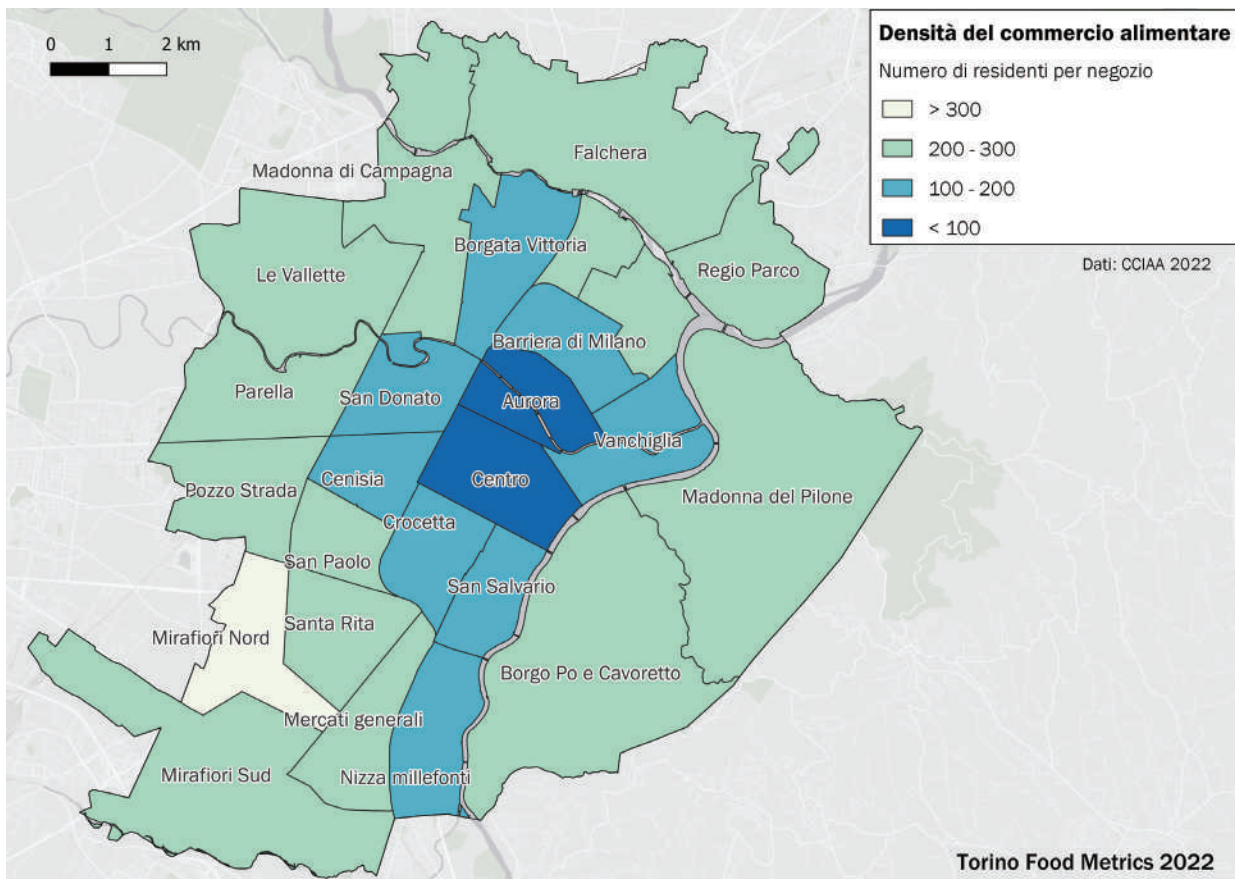 0 1 2 km
Densità del commercio alimentare
Numero di residenti per negozio
> 300
200 - 300
100 - 200
< 100
Dati: CCIAA 2022
Falchera
Madonna di Campagna
Borgata Vittoria
Le Vallette
Regio Parco
Barriera di Milano
Parella
San Donato
Aurora
Vanchiglia
Cenisia
Centro
Pozzo Strada
Madonna del Pilone
Crocetta
San Paolo
San Salvario
Santa Rita
Mirafiori Nord
Borgo Po e Cavoretto
Mercati generali
Mirafiori Sud
Nizza millefonti
Torino Food Metrics 2022